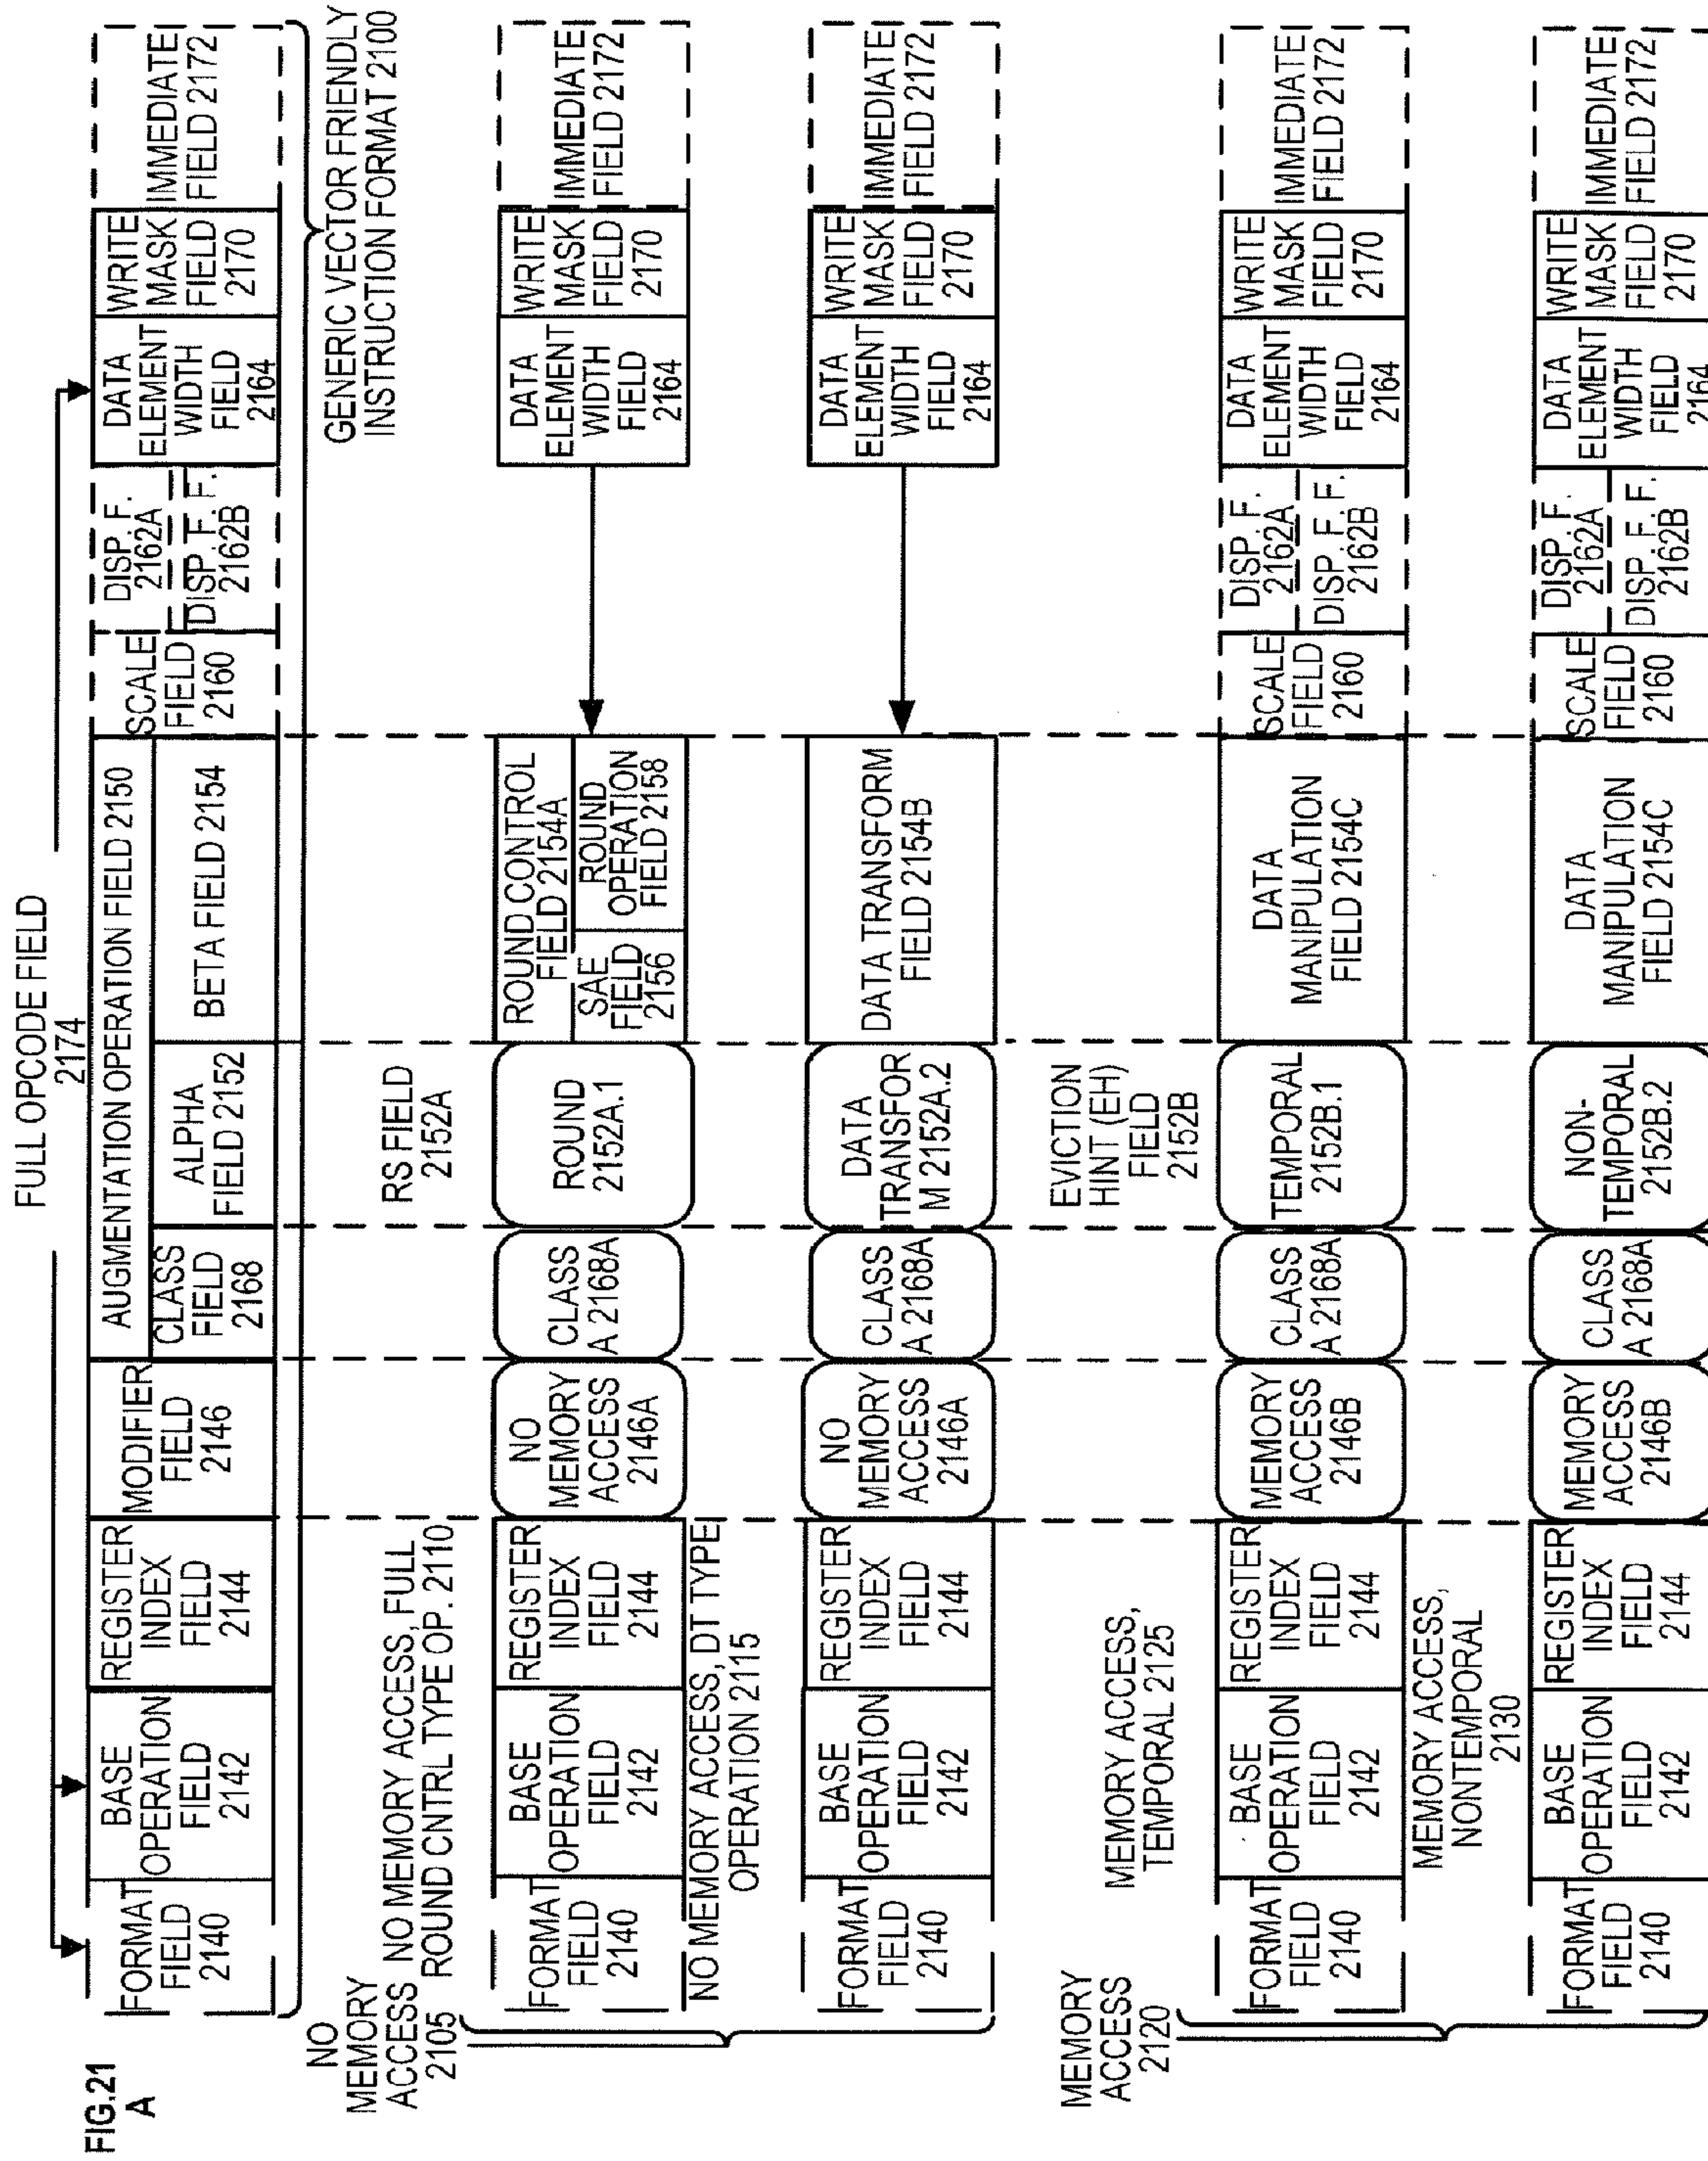 FIG.21
A
FULL OPCODE FIELD
2174
FORMAT
FIELD
2140
BASE
OPERATION
FIELD
2142
REGISTER
INDEX
FIELD
2144
MODIFIER
FIELD
2146
AUGMENTATION OPERATION FIELD 2150
CLASS
FIELD
2168
ALPHA
FIELD 2152
BETA FIELD 2154
SCALE
FIELD
2160
DISP. F.
2162A
DISP. F. F.
2162B
DATA
ELEMENT
WIDTH
FIELD
2164
WRITE
MASK
FIELD
2170
IMMEDIATE
FIELD 2172
GENERIC VECTOR FRIENDLY
INSTRUCTION FORMAT 2100
NO
MEMORY
ACCESS
2105
NO MEMORY ACCESS, FULL
ROUND CNTRL TYPE OP. 2110
RS FIELD
2152A
FORMAT
FIELD
2140
BASE
OPERATION
FIELD
2142
REGISTER
INDEX
FIELD
2144
NO
MEMORY
ACCESS
2146A
CLASS
A 2168A
ROUND
2152A.1
ROUND CONTROL
FIELD 2154A
SAE
FIELD
2156
ROUND
OPERATION
FIELD 2158
DATA
ELEMENT
WIDTH
FIELD
2164
WRITE
MASK
FIELD
2170
IMMEDIATE
FIELD 2172
NO MEMORY ACCESS, DT TYPE
OPERATION 2115
FORMAT
FIELD
2140
BASE
OPERATION
FIELD
2142
REGISTER
INDEX
FIELD
2144
NO
MEMORY
ACCESS
2146A
CLASS
A 2168A
DATA
TRANSFOR
M 2152A.2
DATA TRANSFORM
FIELD 2154B
DATA
ELEMENT
WIDTH
FIELD
2164
WRITE
MASK
FIELD
2170
IMMEDIATE
FIELD 2172
MEMORY
ACCESS
2120
MEMORY ACCESS,
TEMPORAL 2125
EVICTION
HINT (EH)
FIELD
2152B
FORMAT
FIELD
2140
BASE
OPERATION
FIELD
2142
REGISTER
INDEX
FIELD
2144
MEMORY
ACCESS
2146B
CLASS
A 2168A
TEMPORAL
2152B.1
DATA
MANIPULATION
FIELD 2154C
SCALE
FIELD
2160
DISP. F.
2162A
DISP. F. F.
2162B
DATA
ELEMENT
WIDTH
FIELD
2164
WRITE
MASK
FIELD
2170
IMMEDIATE
FIELD 2172
MEMORY ACCESS,
NONTEMPORAL
2130
FORMAT
FIELD
2140
BASE
OPERATION
FIELD
2142
REGISTER
INDEX
FIELD
2144
MEMORY
ACCESS
2146B
CLASS
A 2168A
NON-
TEMPORAL
2152B.2
DATA
MANIPULATION
FIELD 2154C
SCALE
FIELD
2160
DISP. F.
2162A
DISP. F. F.
2162B
DATA
ELEMENT
WIDTH
FIELD
2164
WRITE
MASK
FIELD
2170
IMMEDIATE
FIELD 2172